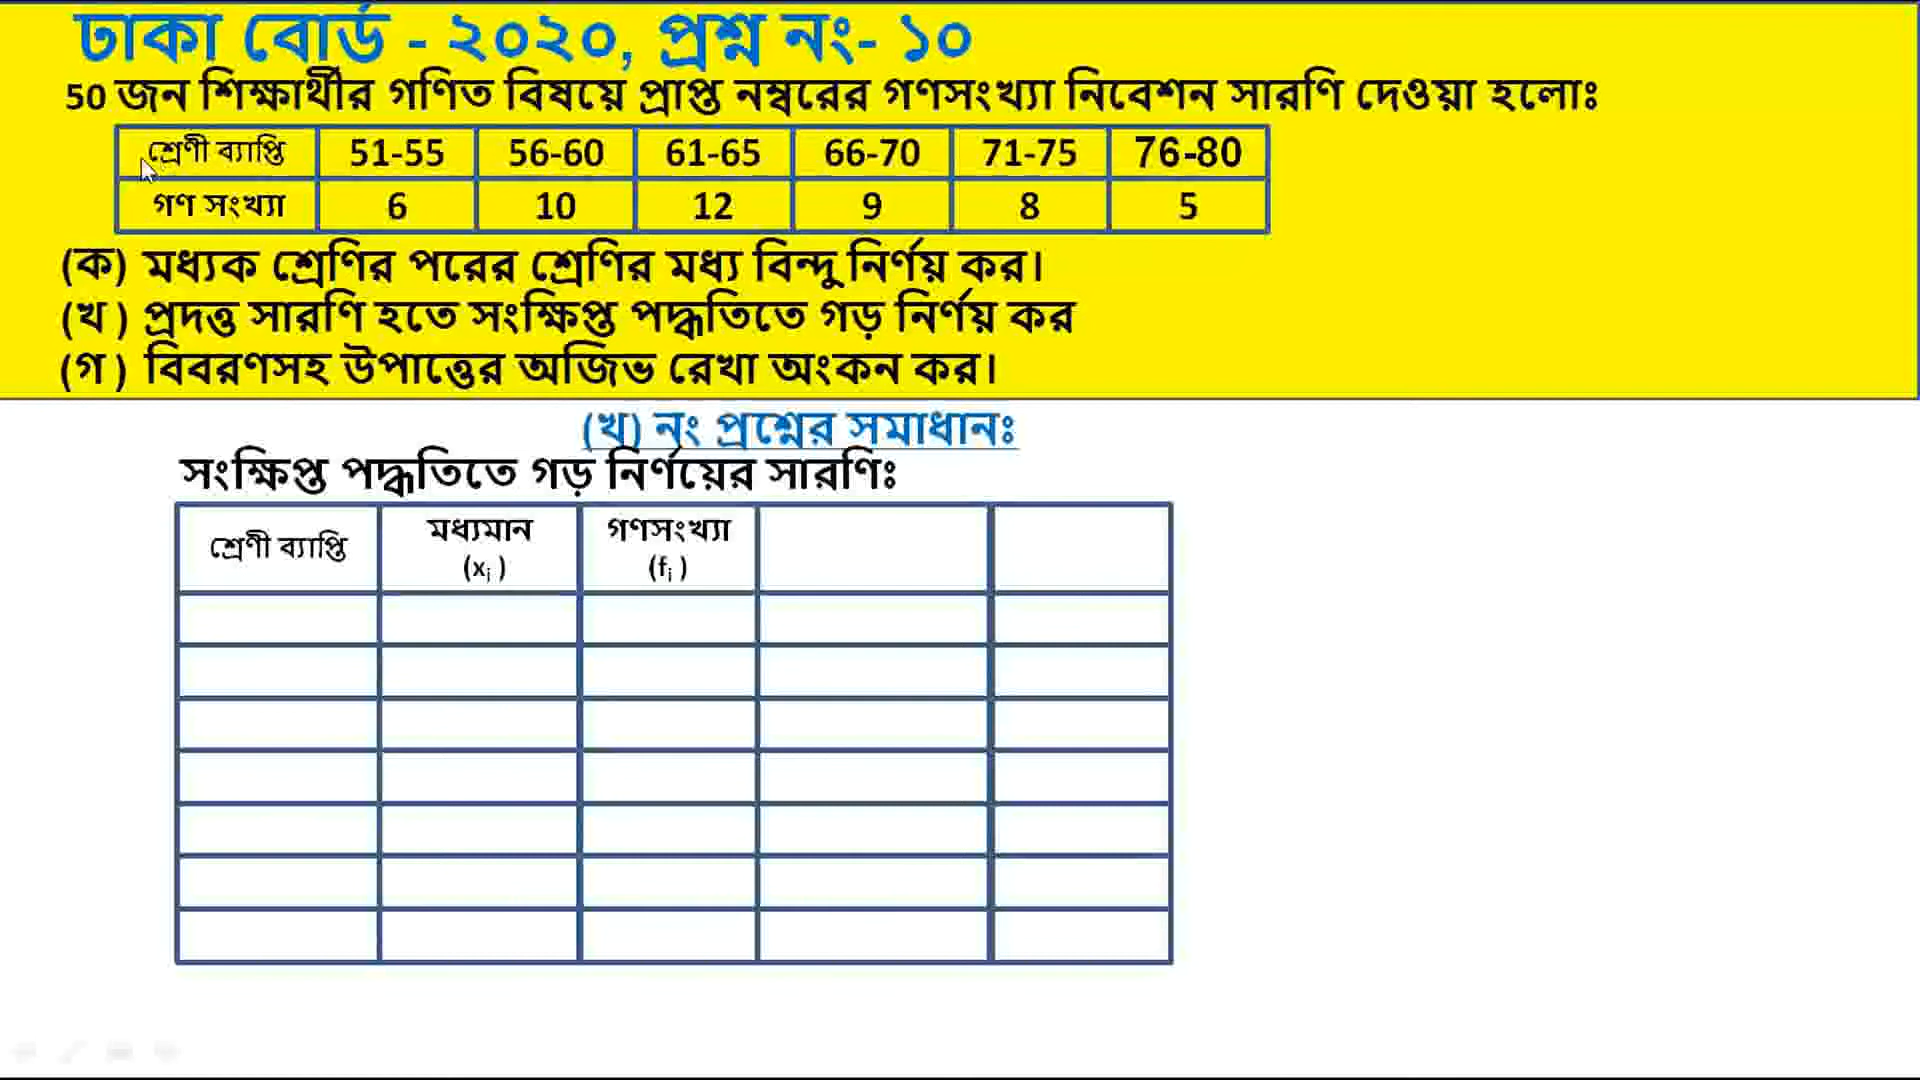 ঢাকা বোর্ড - ২০২০, প্রশ্ন নং- ১০
50 জন শিক্ষার্থীর গণিত বিষয়ে প্রাপ্ত নম্বরের গণসংখ্যা নিবেশন সারণি দেওয়া হলোঃ
শ্রেণী ব্যাপ্তি 51-55 56-60 61-65 66-70 71-75 76-80
গণ সংখ্যা 6 10 12 9 8 5
(ক) মধ্যক শ্রেণির পরের শ্রেণির মধ্য বিন্দু নির্ণয় কর।
(খ ) প্রদত্ত সারণি হতে সংক্ষিপ্ত পদ্ধতিতে গড় নির্ণয় কর
(গ ) বিবরণসহ উপাত্তের অজিভ রেখা অংকন কর।
(খ) নং প্রশ্নের সমাধানঃ
সংক্ষিপ্ত পদ্ধতিতে গড় নির্ণয়ের সারণিঃ
শ্রেণী ব্যাপ্তি মধ্যমান গণসংখ্যা
(xᵢ ) (fᵢ )